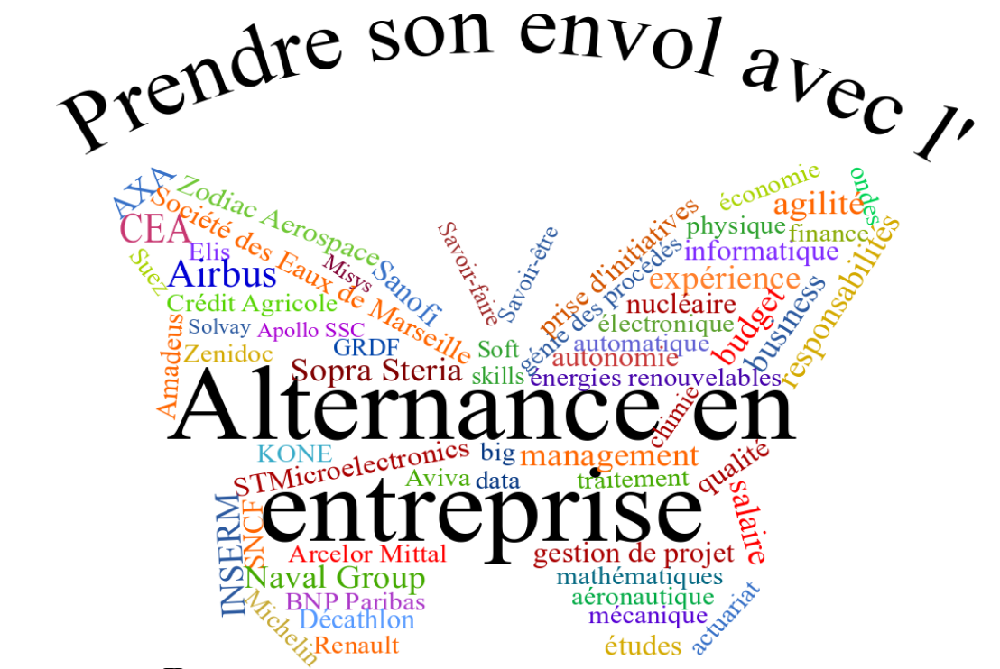 Prendre son envol avec l'
AXA
Zodiac Aerospace
Société des Eaux de Marseille
CEA
Elis
Suez
Airbus
Misys
Sanofi
Crédit Agricole
Solvay
Apollo SSC
Amadeus
Zenidoc
GRDF
Sopra Steria
Savoir-faire
Savoir-être
Soft
skills
économie
ondes
agilité
prise d'initiatives
physique
finance
génie des procédés
informatique
responsabilités
expérience
nucléaire
budget
business
électronique
automatique
autonomie
énergies renouvelables
Alternance en
chimie
KONE
STMicroelectronics
big
data
management
Aviva
traitement
qualité
entreprise
salaire
INSERM
SNCF
Arcelor Mittal
gestion de projet
Naval Group
mathématiques
BNP Paribas
aéronautique
Michelin
Décathlon
mécanique
actuariat
Renault
études